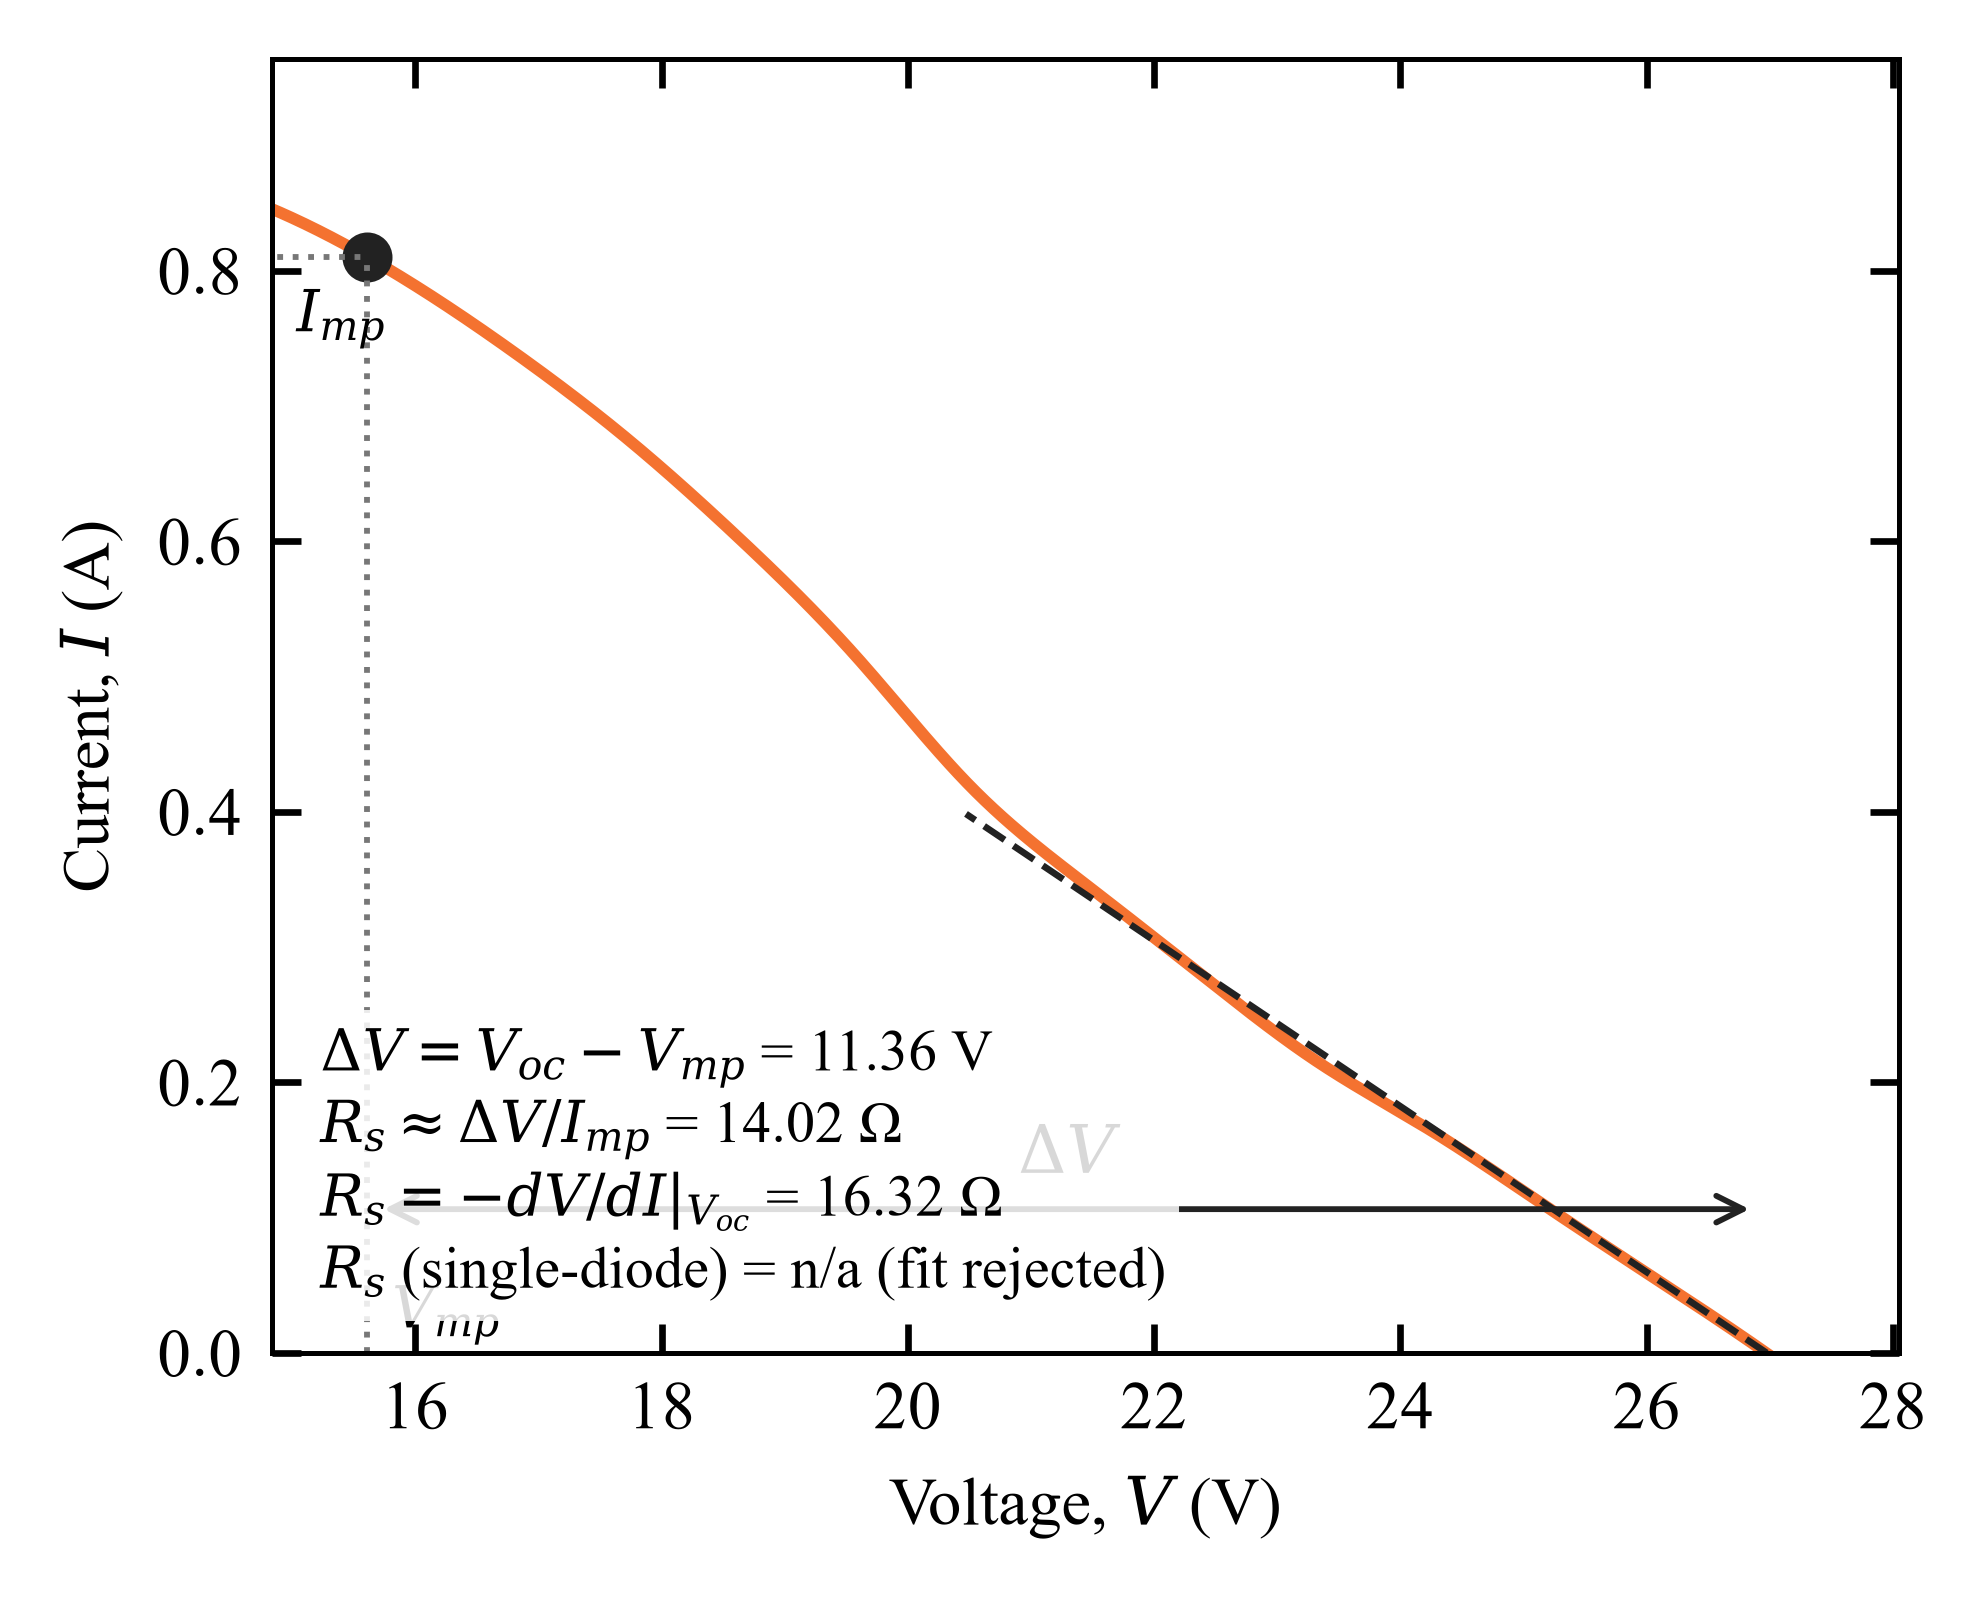 0.8
0.6
0.4
0.2
0.0
Current, I (A)
I_mp
ΔV = V_oc − V_mp = 11.36 V
R_s ≈ ΔV/I_mp = 14.02 Ω
ΔV
R_s = −dV/dI|_V_oc = 16.32 Ω
R_s (single-diode) = n/a (fit rejected)
V_mp
16 18 20 22 24 26 28
Voltage, V (V)